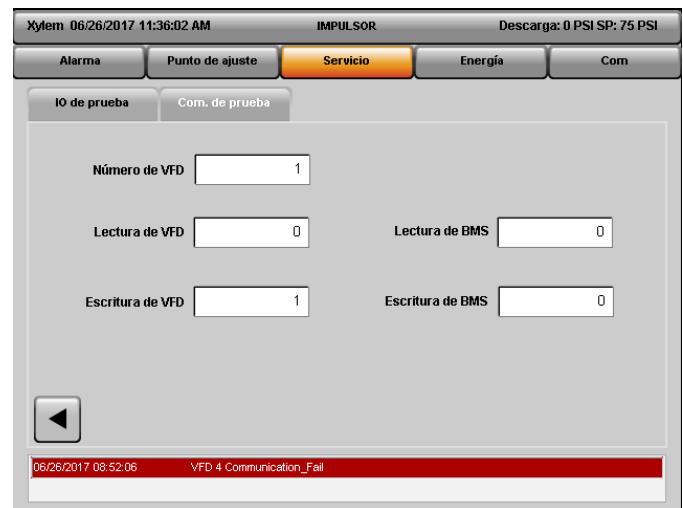 Xylem 06/26/2017 11:36:02 AM IMPULSOR Descarga: 0 PSI SP: 75 PSI
Alarma Punto de ajuste Servicio Energía Com
IO de prueba Com. de prueba
Número de VFD 1
Lectura de VFD 0 Lectura de BMS 0
Escritura de VFD 1 Escritura de BMS 0
06/26/2017 08:52:06 VFD 4 Communication_Fail